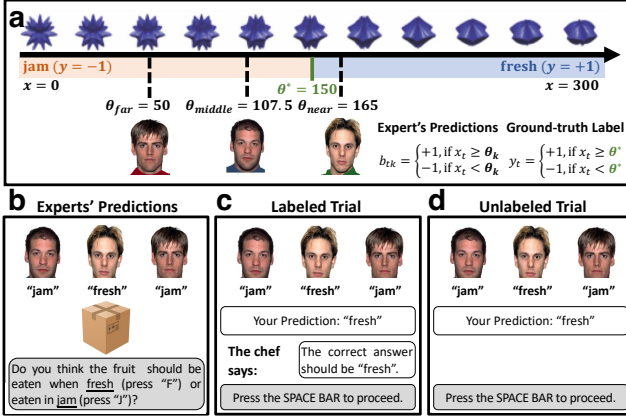 a
jam (y = −1)
fresh (y = +1)
x = 0
θ* = 150
x = 300
θfar = 50
θmiddle = 107.5
θnear = 165
Expert's Predictions
Ground-truth Label
btk = {+1, if xt ≥ θk
−1, if xt < θk
yt = {+1, if xt ≥ θ*
−1, if xt < θ*
b
Experts' Predictions
"jam"
"fresh"
"jam"
Do you think the fruit should be
eaten when fresh (press "F") or
eaten in jam (press "J")?
c
Labeled Trial
"jam"
"fresh"
"jam"
Your Prediction: "fresh"
The chef
says:
The correct answer
should be "fresh".
Press the SPACE BAR to proceed.
d
Unlabeled Trial
"jam"
"fresh"
"jam"
Your Prediction: "fresh"
Press the SPACE BAR to proceed.